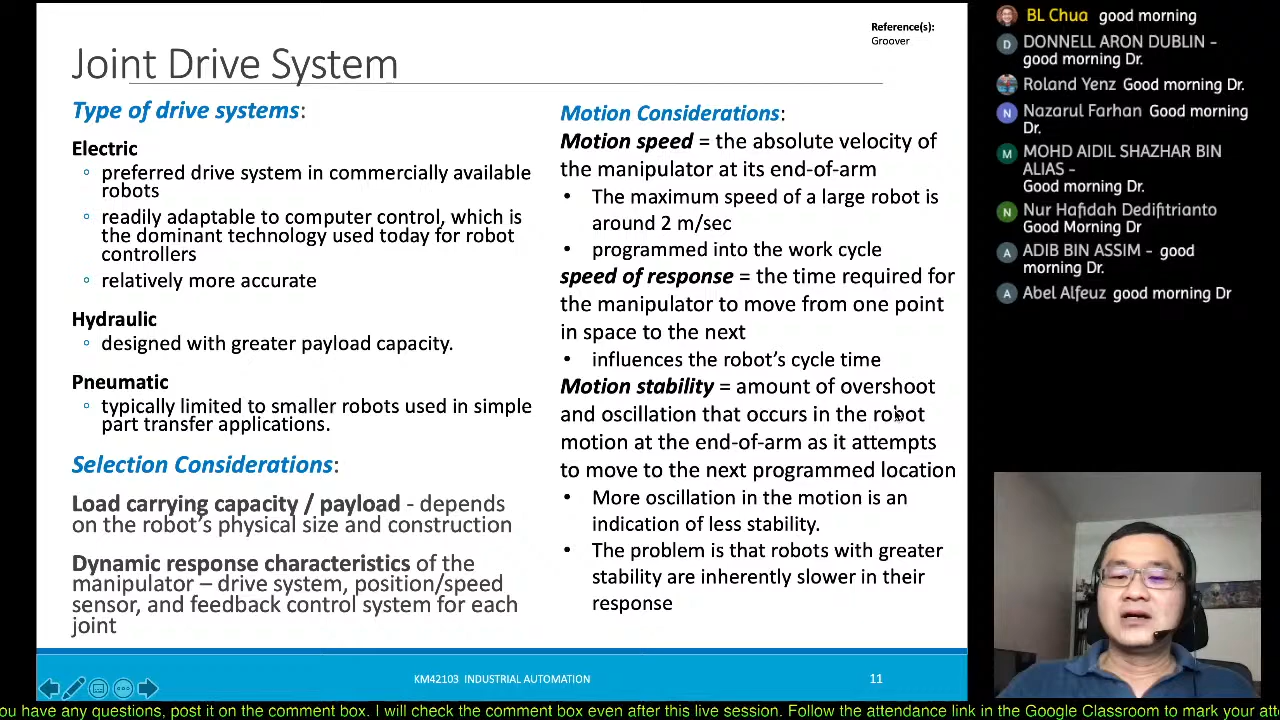 Reference(s):
Groover
Joint Drive System
Type of drive systems:
Electric
◦ preferred drive system in commercially available
robots
◦ readily adaptable to computer control, which is
the dominant technology used today for robot
controllers
◦ relatively more accurate
Hydraulic
◦ designed with greater payload capacity.
Pneumatic
◦ typically limited to smaller robots used in simple
part transfer applications.
Selection Considerations:
Load carrying capacity / payload - depends
on the robot's physical size and construction
Dynamic response characteristics of the
manipulator – drive system, position/speed
sensor, and feedback control system for each
joint
Motion Considerations:
Motion speed = the absolute velocity of
the manipulator at its end-of-arm
• The maximum speed of a large robot is
around 2 m/sec
• programmed into the work cycle
speed of response = the time required for
the manipulator to move from one point
in space to the next
• influences the robot's cycle time
Motion stability = amount of overshoot
and oscillation that occurs in the robot
motion at the end-of-arm as it attempts
to move to the next programmed location
• More oscillation in the motion is an
indication of less stability.
• The problem is that robots with greater
stability are inherently slower in their
response
KM42103 INDUSTRIAL AUTOMATION
11
BL Chua good morning
D DONNELL ARON DUBLIN -
good morning Dr.
Roland Yenz Good morning Dr.
N Nazarul Farhan Good morning
Dr.
M MOHD AIDIL SHAZHAR BIN
ALIAS -
Good morning Dr.
N Nur Hafidah Dedifitrianto
Good Morning Dr
A ADIB BIN ASSIM - good
morning Dr.
A Abel Alfeuz good morning Dr
ou have any questions, post it on the comment box. I will check the comment box even after this live session. Follow the attendance link in the Google Classroom to mark your att